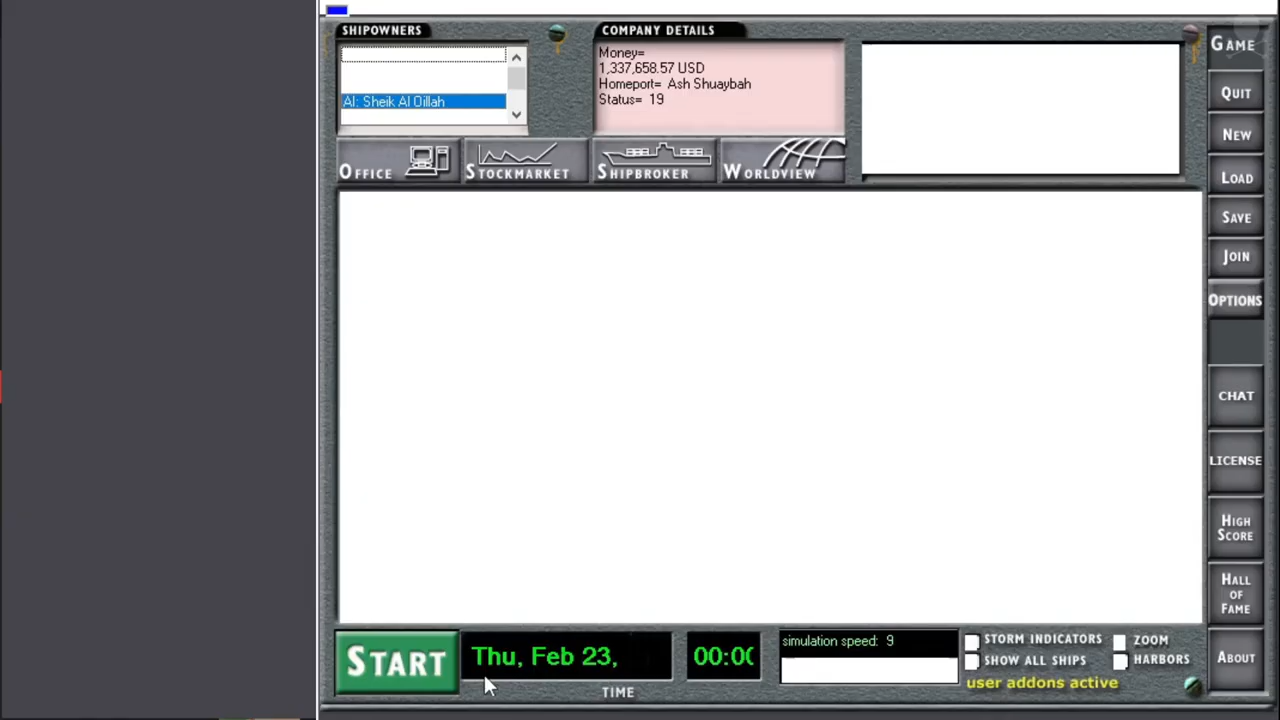 SHIPOWNERS
AI: Sheik Al Oillah
COMPANY DETAILS
Money=
1,337,658.57 USD
Homeport= Ash Shuaybah
Status= 19
OFFICE
STOCKMARKET
SHIPBROKER
WORLDVIEW
GAME
QUIT
NEW
LOAD
SAVE
JOIN
OPTIONS
CHAT
LICENSE
HIGH
SCORE
HALL
OF
FAME
ABOUT
START
Thu, Feb 23,
00:00
TIME
simulation speed: 9
STORM INDICATORS
SHOW ALL SHIPS
ZOOM
HARBORS
user addons active